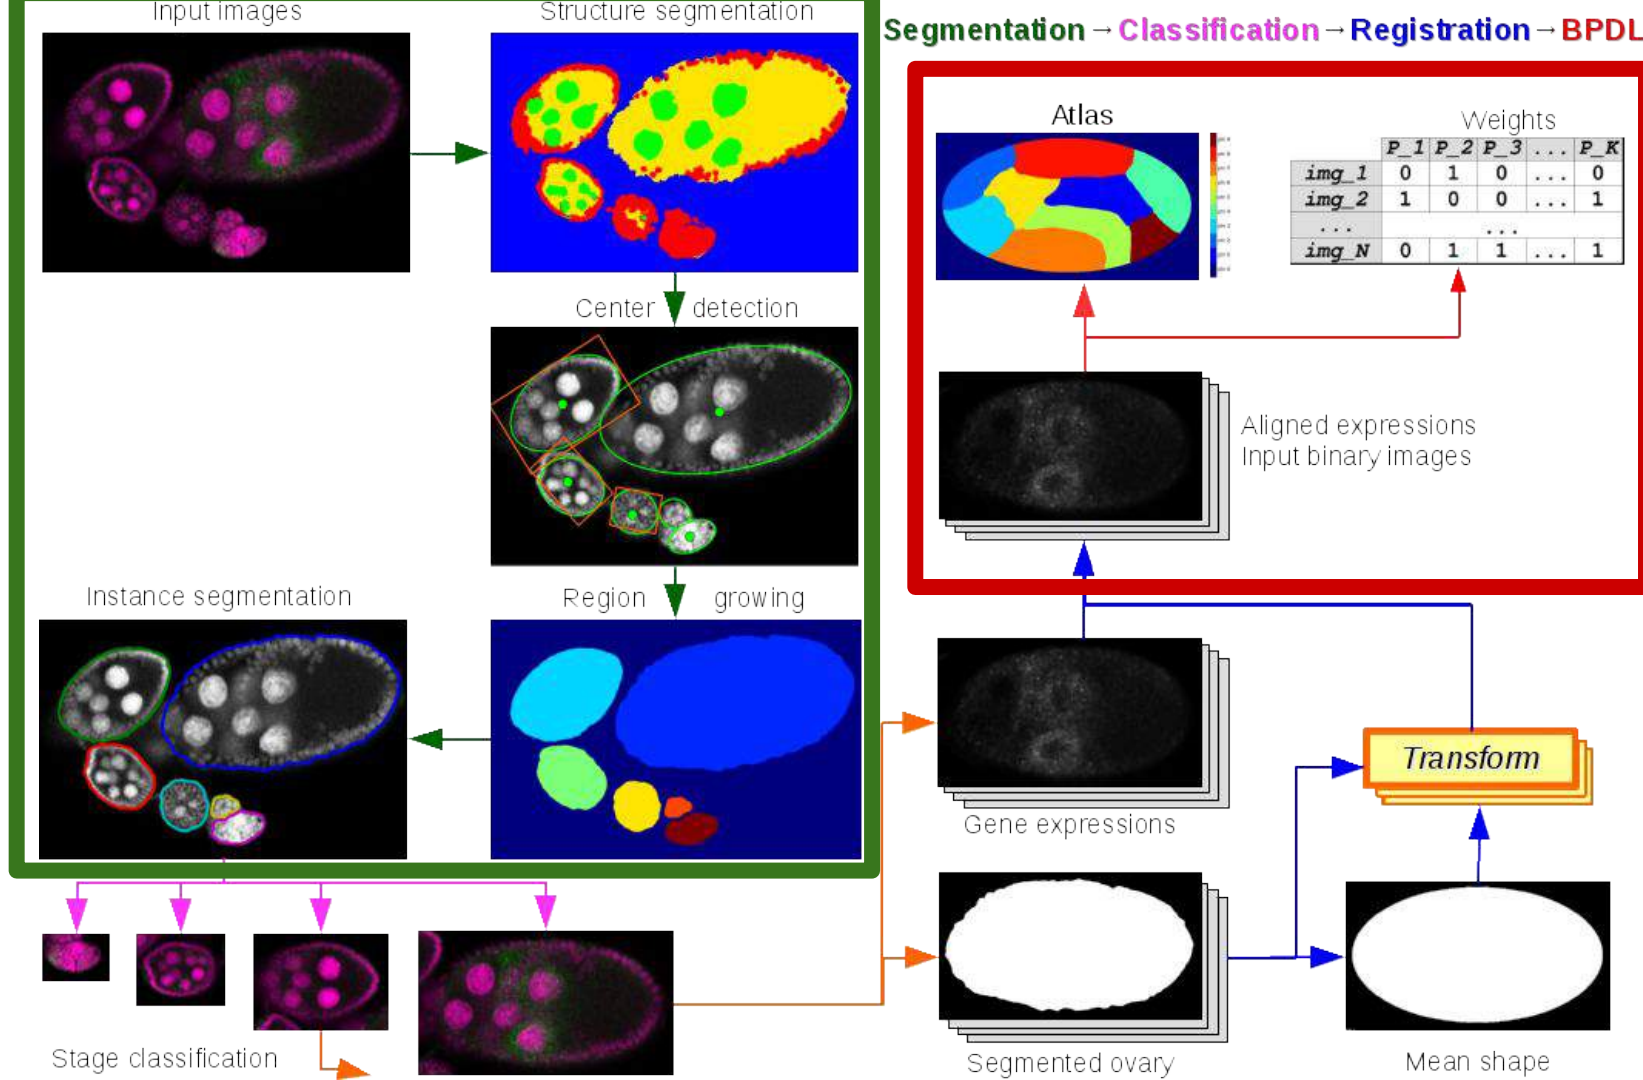 Input images
Structure segmentation
Segmentation→Classification→Registration→BPDL
Atlas
Weights
P_1 P_2 P_3 ... P_K
img_1 0 1 0 ... 0
img_2 1 0 0 ... 1
... ...
img_N 0 1 1 ... 1
Center detection
Aligned expressions
Input binary images
Instance segmentation
Region growing
Transform
Gene expressions
Stage classification
Segmented ovary
Mean shape